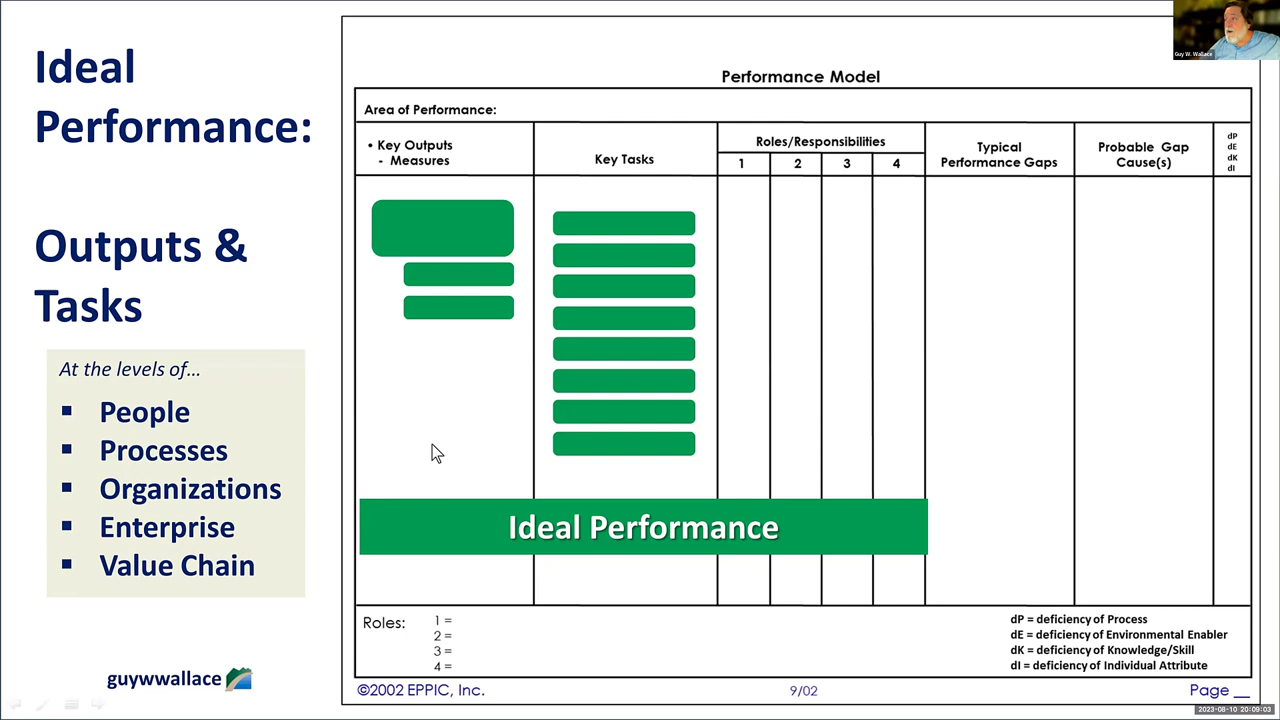 Ideal
Performance:
Outputs &
Tasks
At the levels of...
▪ People
▪ Processes
▪ Organizations
▪ Enterprise
▪ Value Chain
guywwallace
Guy W. Wallace
Performance Model
Area of Performance:
• Key Outputs
- Measures
Key Tasks
Roles/Responsibilities
1 2 3 4
Typical
Performance Gaps
Probable Gap
Cause(s)
dP
dE
dK
dI
Ideal Performance
Roles:
1 =
2 =
3 =
4 =
dP = deficiency of Process
dE = deficiency of Environmental Enabler
dK = deficiency of Knowledge/Skill
dI = deficiency of Individual Attribute
©2002 EPPIC, Inc.
9/02
Page __
2023-08-10 20:09:03